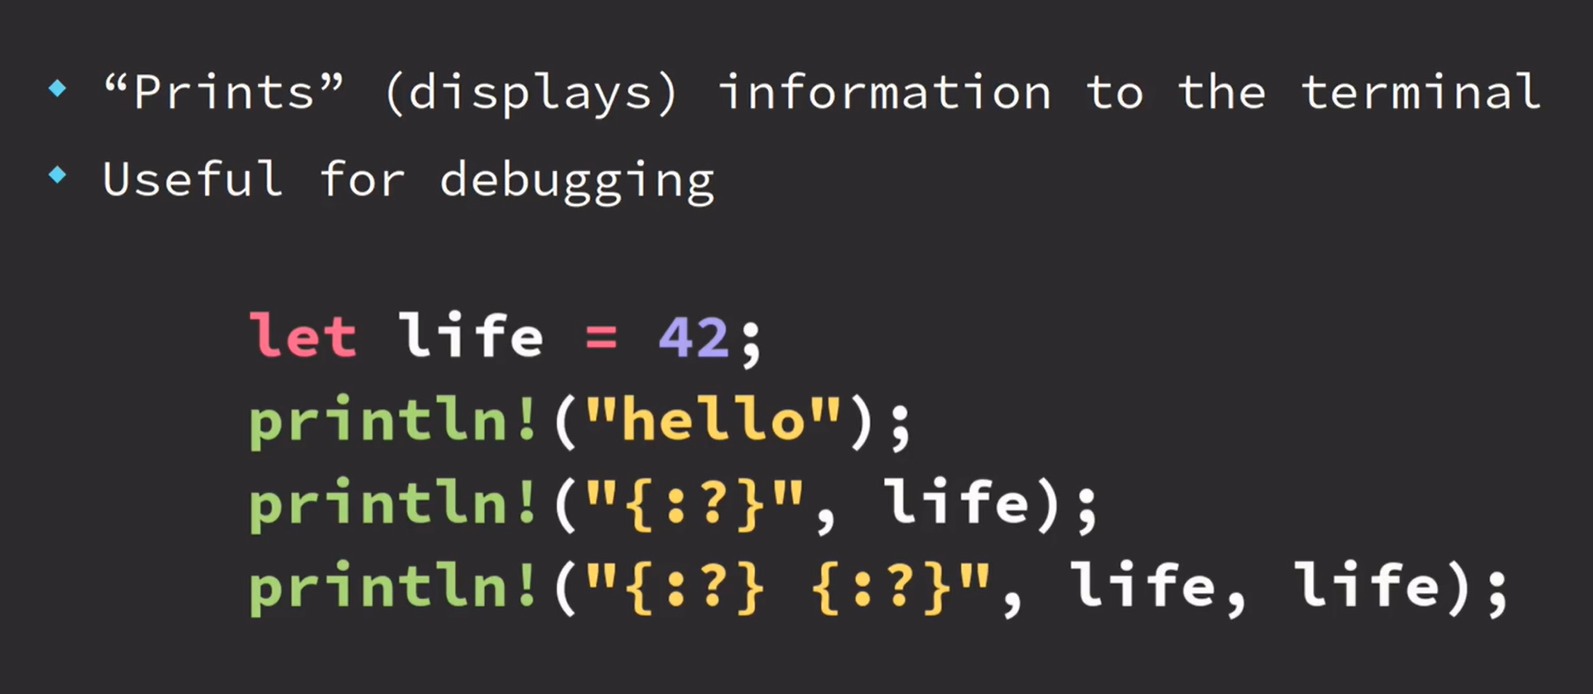 “Prints” (displays) information to the terminal
Useful for debugging
let life = 42;
println!("hello");
println!("{:?}", life);
println!("{:?} {:?}", life, life);